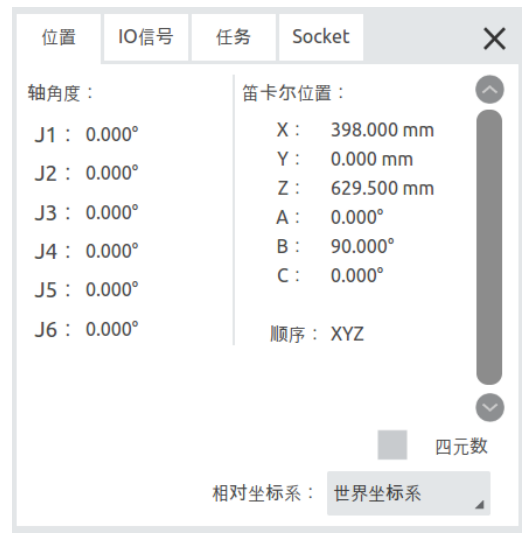 位置 IO信号 任务 Socket
轴角度：
J1： 0.000°
J2： 0.000°
J3： 0.000°
J4： 0.000°
J5： 0.000°
J6： 0.000°
笛卡尔位置：
X： 398.000 mm
Y： 0.000 mm
Z： 629.500 mm
A： 0.000°
B： 90.000°
C： 0.000°
顺序： XYZ
四元数
相对坐标系： 世界坐标系